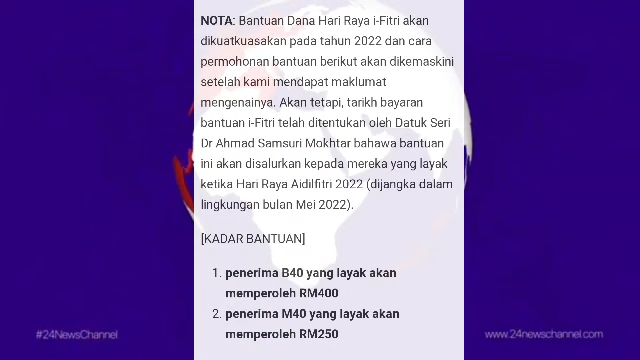 NOTA: Bantuan Dana Hari Raya i-Fitri akan
dikuatkuasakan pada tahun 2022 dan cara
permohonan bantuan berikut akan dikemaskini
setelah kami mendapat maklumat
mengenainya. Akan tetapi, tarikh bayaran
bantuan i-Fitri telah ditentukan oleh Datuk Seri
Dr Ahmad Samsuri Mokhtar bahawa bantuan
ini akan disalurkan kepada mereka yang layak
ketika Hari Raya Aidilfitri 2022 (dijangka dalam
lingkungan bulan Mei 2022).
[KADAR BANTUAN]
1. penerima B40 yang layak akan
memperoleh RM400
2. penerima M40 yang layak akan
memperoleh RM250
#24NewsChannel
www.24newschannel.com